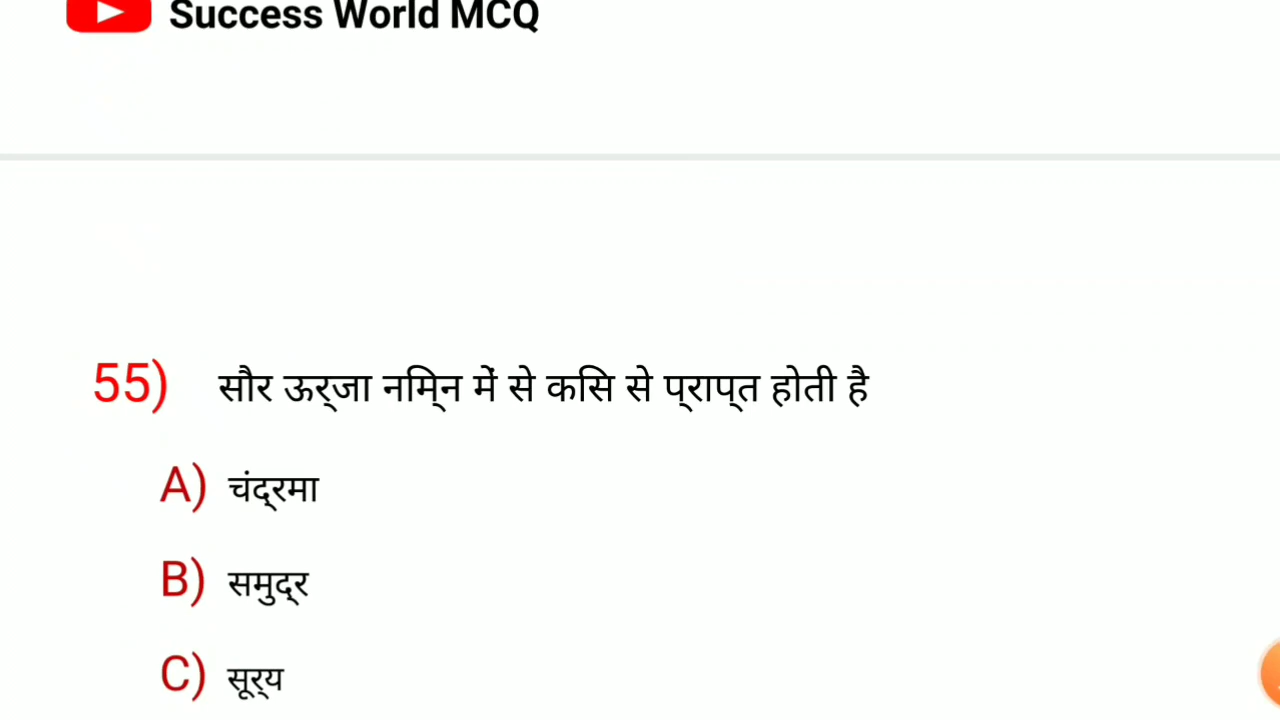 Success World MCQ
55) सौर ऊर्जा निम्न में से किस से प्राप्त होती है
A) चंद्रमा
B) समुद्र
C) सूर्य